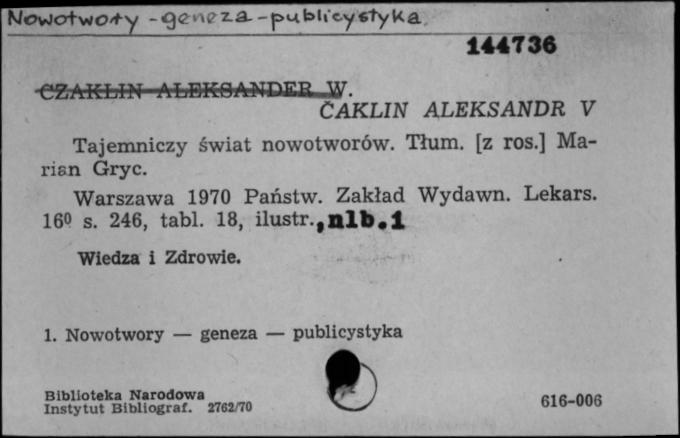 Nowotwory - geneza - publicystyka
144736
CZAKLIN ALEKSANDER W.
ČAKLIN ALEKSANDR V
Tajemniczy świat nowotworów. Tłum. [z ros.] Ma-
rian Gryc.
Warszawa 1970 Państw. Zakład Wydawn. Lekars.
16⁰ s. 246, tabl. 18, ilustr., nlb.1
Wiedza i Zdrowie.
1. Nowotwory — geneza — publicystyka
Biblioteka Narodowa
Instytut Bibliograf. 2762/70
616-006